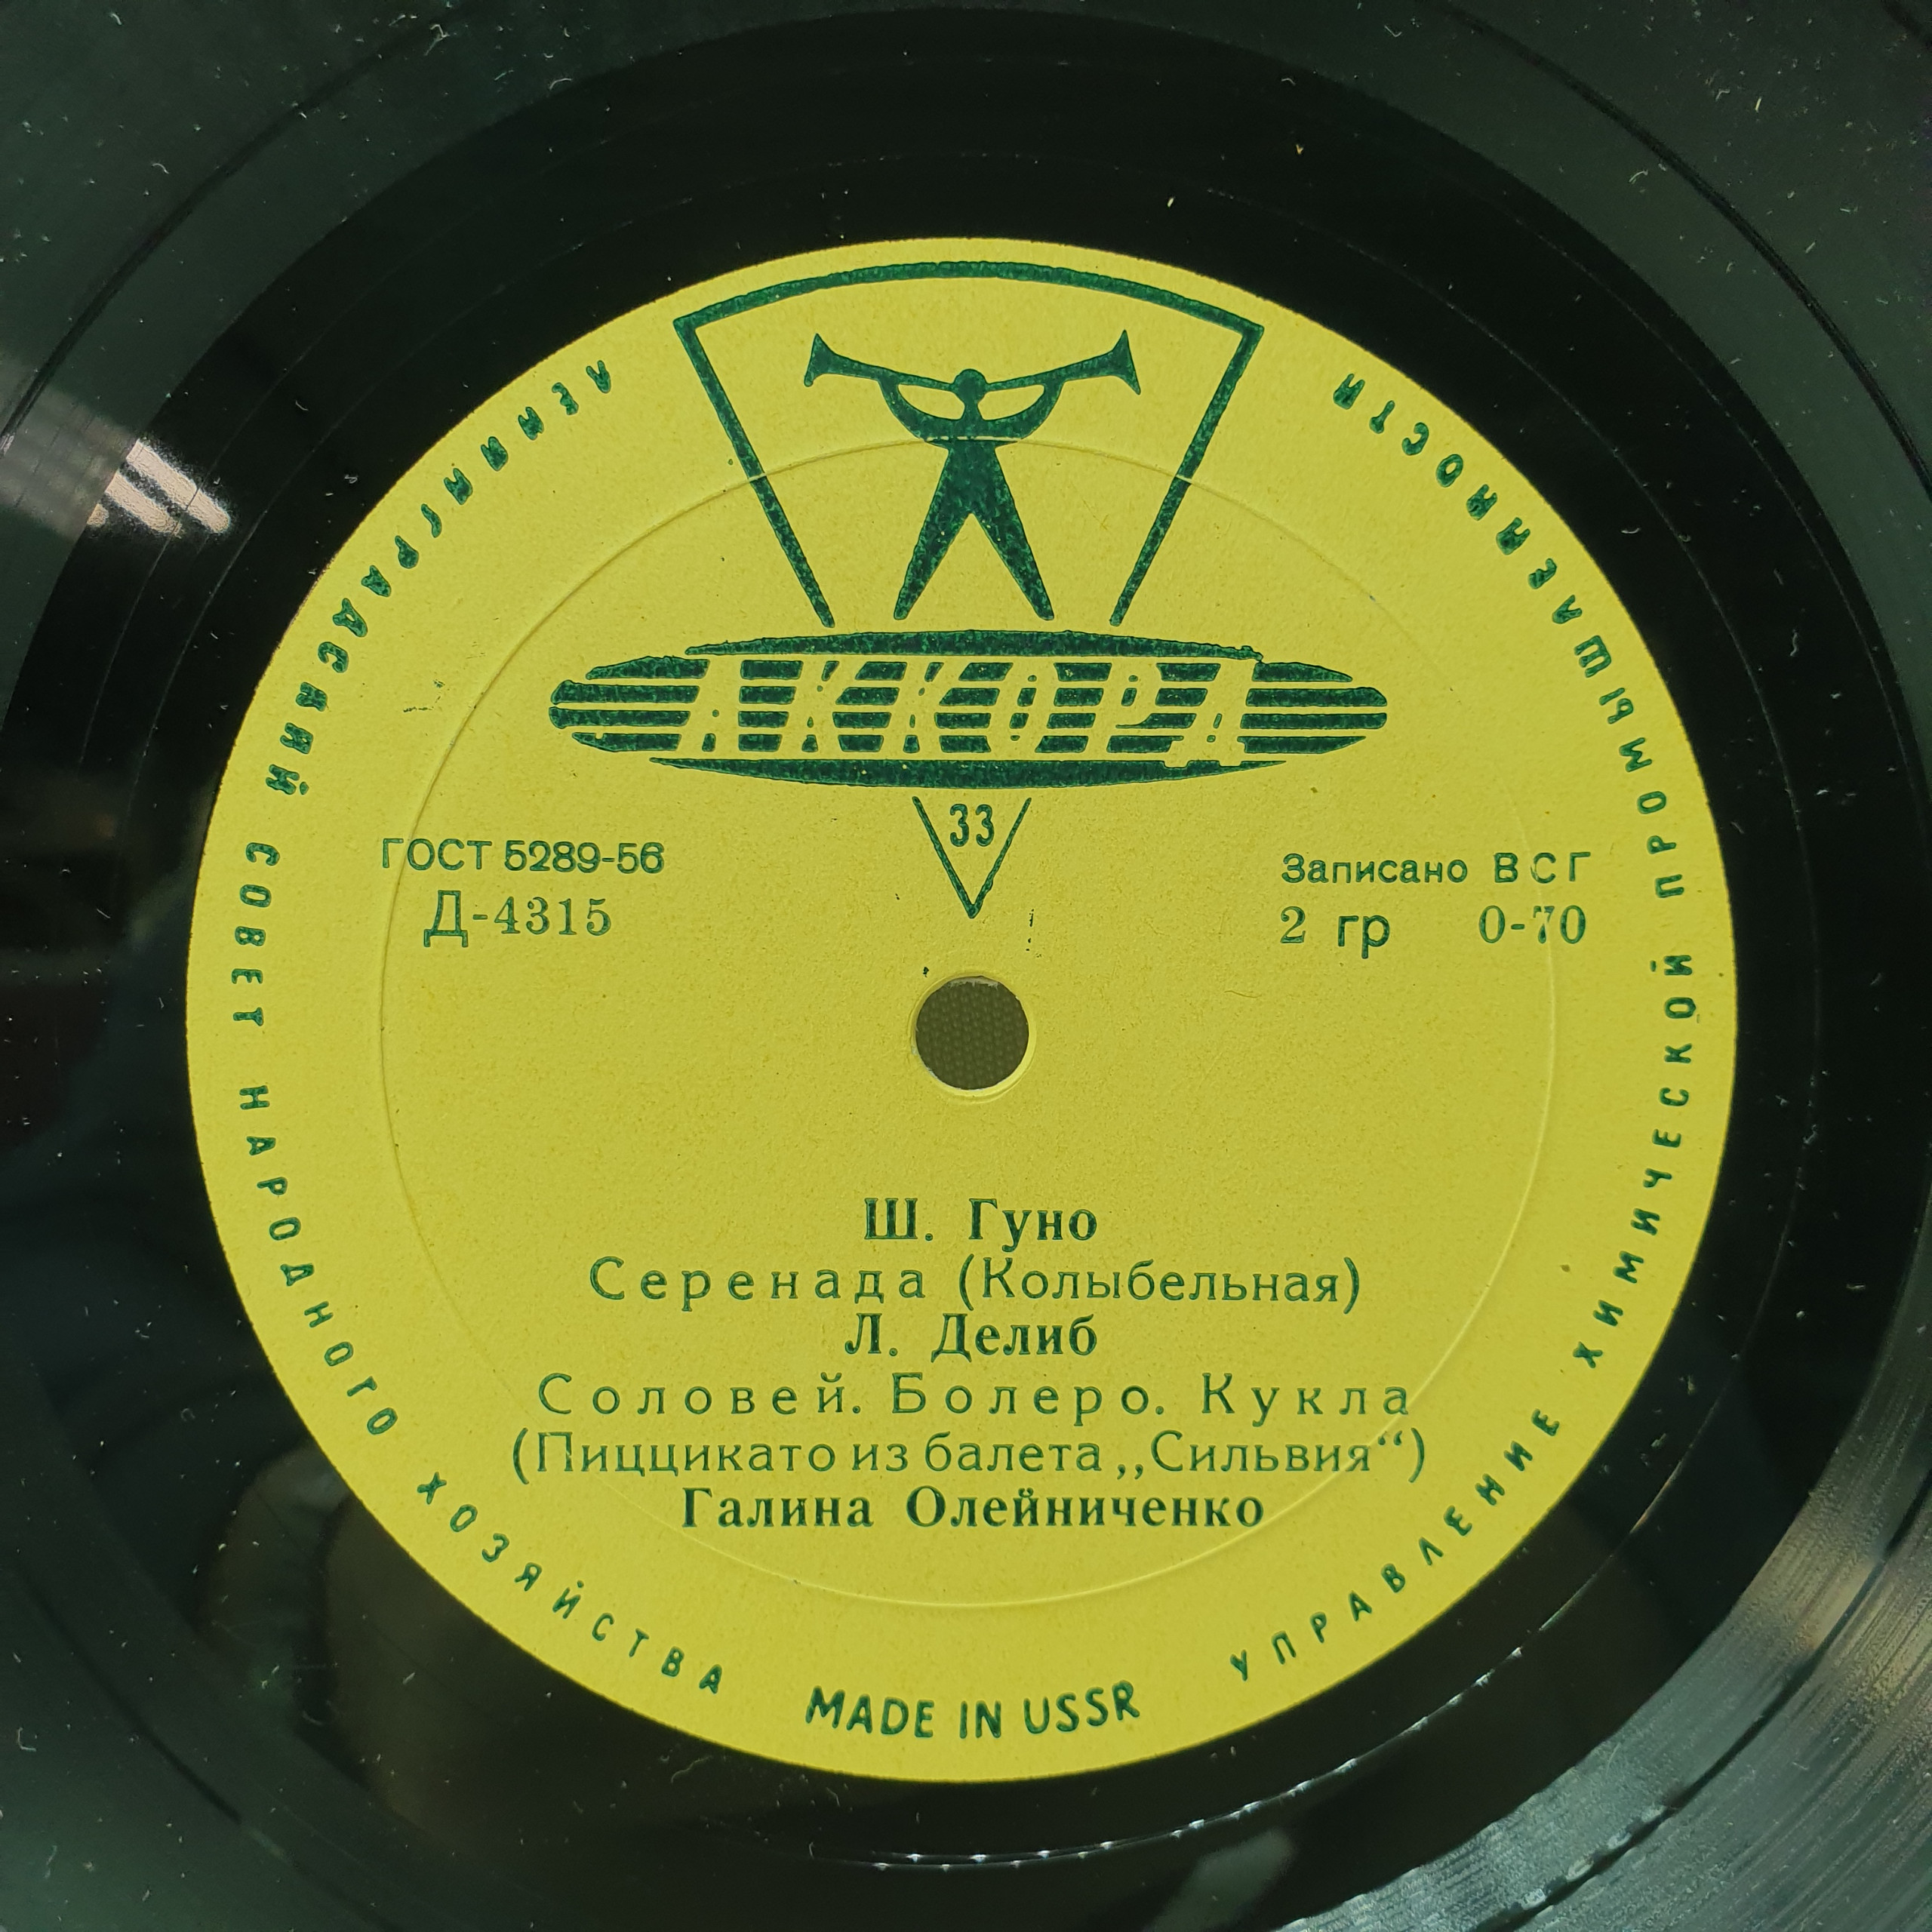 ЛЕНИНГРАДСКИЙ СОВЕТ НАРОДНОГО ХОЗЯЙСТВА
УПРАВЛЕНИЕ ХИМИЧЕСКОЙ ПРОМЫШЛЕННОСТИ
АККОРД
33
ГОСТ 5289-56
Д-4315
Записано ВСГ
2 гр 0-70
Ш. Гуно
Серенада (Колыбельная)
Л. Делиб
Соловей. Болеро. Кукла
(Пиццикато из балета „Сильвия“)
Галина Олейниченко
MADE IN USSR